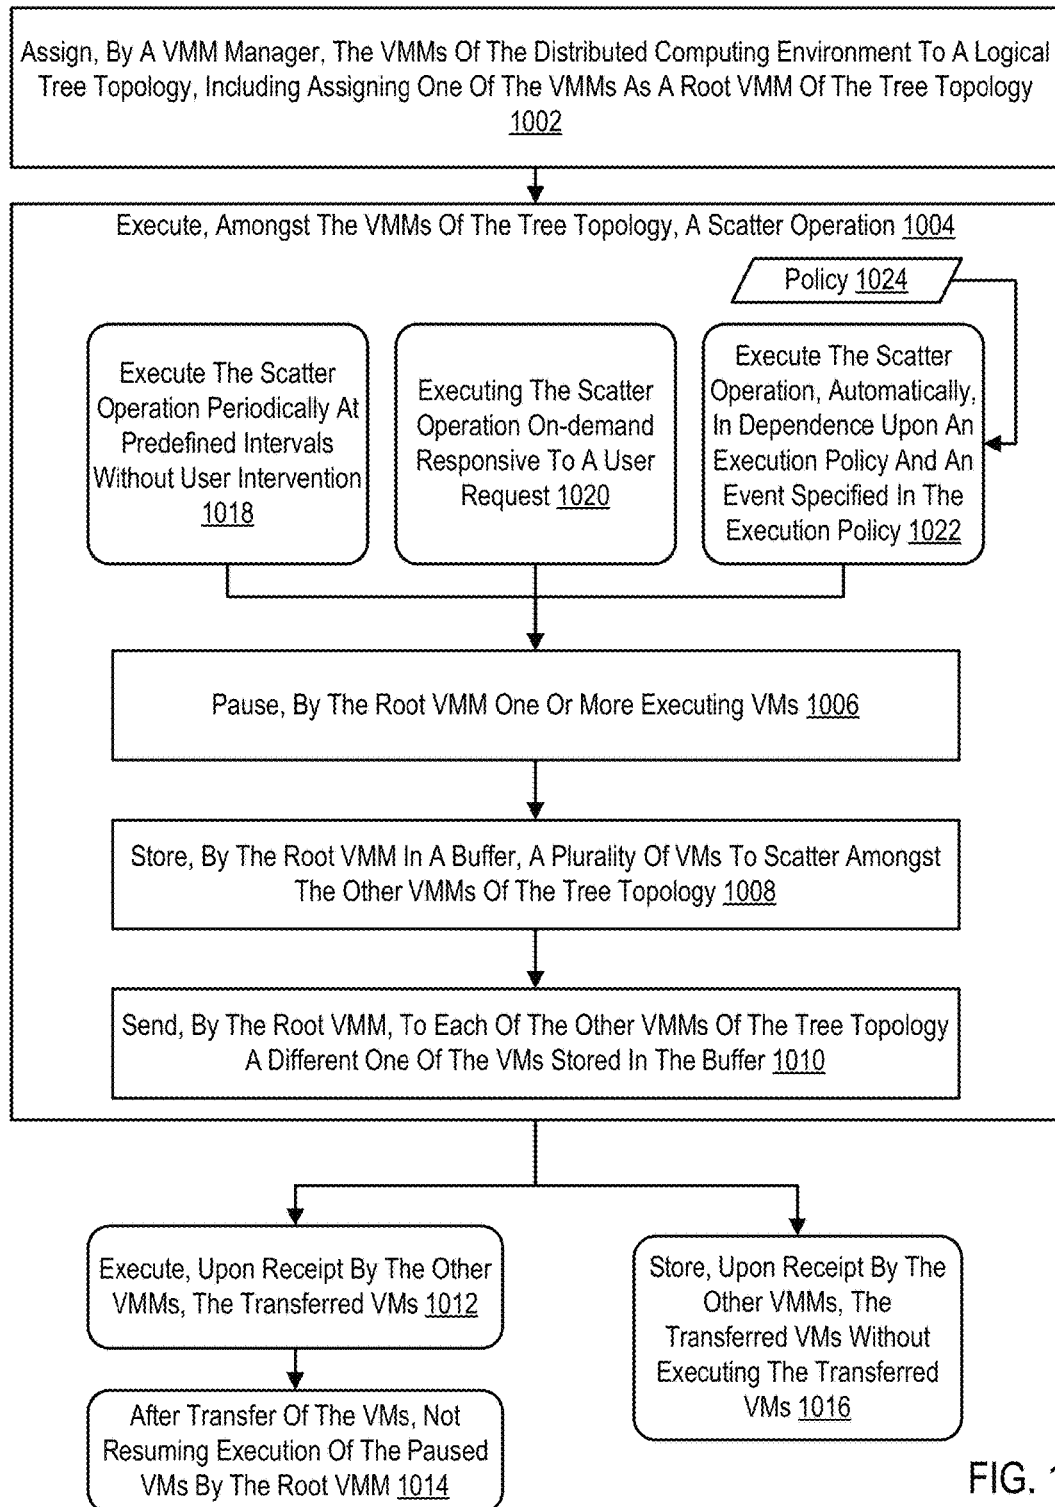 Assign, By A VMM Manager, The VMMs Of The Distributed Computing Environment To A Logical
Tree Topology, Including Assigning One Of The VMMs As A Root VMM Of The Tree Topology
1002
Execute, Amongst The VMMs Of The Tree Topology, A Scatter Operation 1004
Policy 1024
Execute The Scatter
Operation Periodically At
Predefined Intervals
Without User Intervention
1018
Executing The Scatter
Operation On-demand
Responsive To A User
Request 1020
Execute The Scatter
Operation, Automatically,
In Dependence Upon An
Execution Policy And An
Event Specified In The
Execution Policy 1022
Pause, By The Root VMM One Or More Executing VMs 1006
Store, By The Root VMM In A Buffer, A Plurality Of VMs To Scatter Amongst
The Other VMMs Of The Tree Topology 1008
Send, By The Root VMM, To Each Of The Other VMMs Of The Tree Topology
A Different One Of The VMs Stored In The Buffer 1010
Execute, Upon Receipt By The Other
VMMs, The Transferred VMs 1012
After Transfer Of The VMs, Not
Resuming Execution Of The Paused
VMs By The Root VMM 1014
Store, Upon Receipt By The
Other VMMs, The
Transferred VMs Without
Executing The Transferred
VMs 1016
FIG.